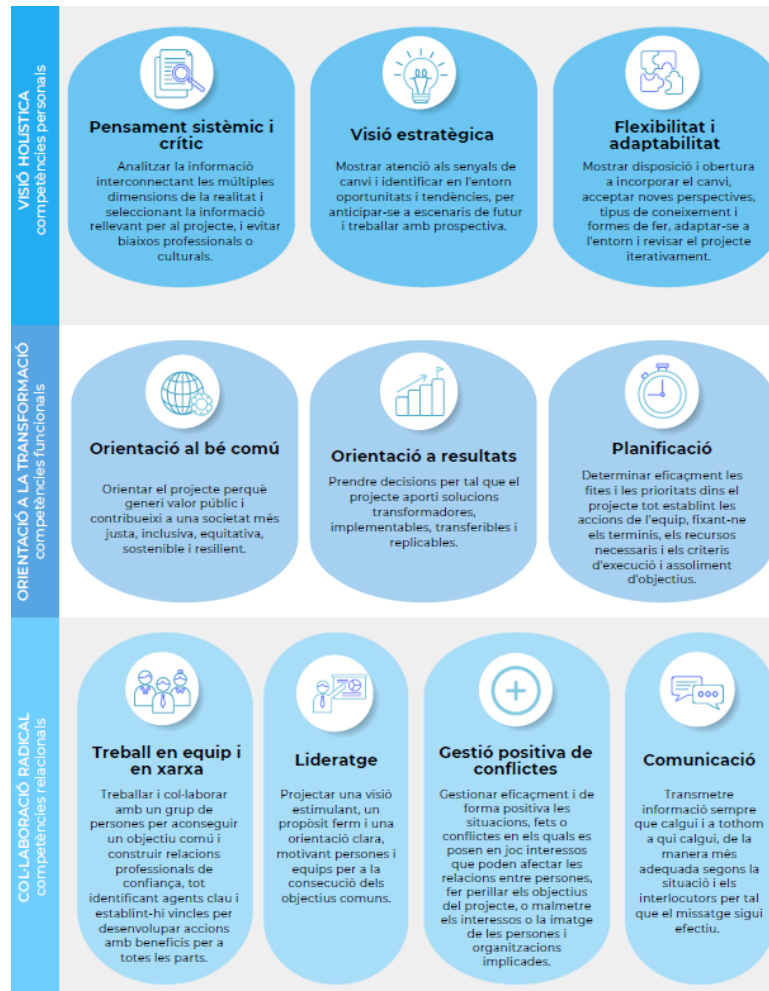 VISIÓ HOLÍSTICA
competències personals
Pensament sistèmic i
crític
Analitzar la informació
interconnectant les múltiples
dimensions de la realitat i
seleccionant la informació
rellevant per al projecte, i evitar
biaixos professionals o
culturals.
Visió estratègica
Mostrar atenció als senyals de
canvi i identificar en l'entorn
oportunitats i tendències, per
anticipar-se a escenaris de futur
i treballar amb prospectiva.
Flexibilitat i
adaptabilitat
Mostrar disposició i obertura
a incorporar el canvi,
acceptar noves perspectives,
tipus de coneixement i
formes de fer, adaptar-se a
l'entorn i revisar el projecte
iterativament.
ORIENTACIÓ A LA TRANSFORMACIÓ
competències funcionals
Orientació al bé comú
Orientar el projecte perquè
generi valor públic i
contribueixi a una societat més
justa, inclusiva, equitativa,
sostenible i resilient.
Orientació a resultats
Prendre decisions per tal que el
projecte aporti solucions
transformadores,
implementables, transferibles i
replicables.
Planificació
Determinar eficaçment les
fites i les prioritats dins el
projecte tot establint les
accions de l'equip, fixant-ne
els terminis, els recursos
necessaris i els criteris
d'execució i assoliment
d'objectius.
COL·LABORACIÓ RADICAL
competències relacionals
Treball en equip i
en xarxa
Treballar i col·laborar
amb un grup de
persones per aconseguir
un objectiu comú i
construir relacions
professionals de
confiança, tot
identificant agents clau i
establint-hi vincles per
desenvolupar accions
amb beneficis per a
totes les parts.
Lideratge
Projectar una visió
estimulant, un
propòsit ferm i una
orientació clara,
motivant persones i
equips per a la
consecució dels
objectius comuns.
Gestió positiva de
conflictes
Gestionar eficaçment i de
forma positiva les
situacions, fets o
conflictes en els quals es
posen en joc interessos
que poden afectar les
relacions entre persones,
fer perillar els objectius
del projecte, o malmetre
els interessos o la imatge
de les persones i
organitzacions
implicades.
Comunicació
Transmetre
informació sempre
que calgui i a tothom
a qui calgui, de la
manera més
adequada segons la
situació i els
interlocutors per tal
que el missatge sigui
efectiu.